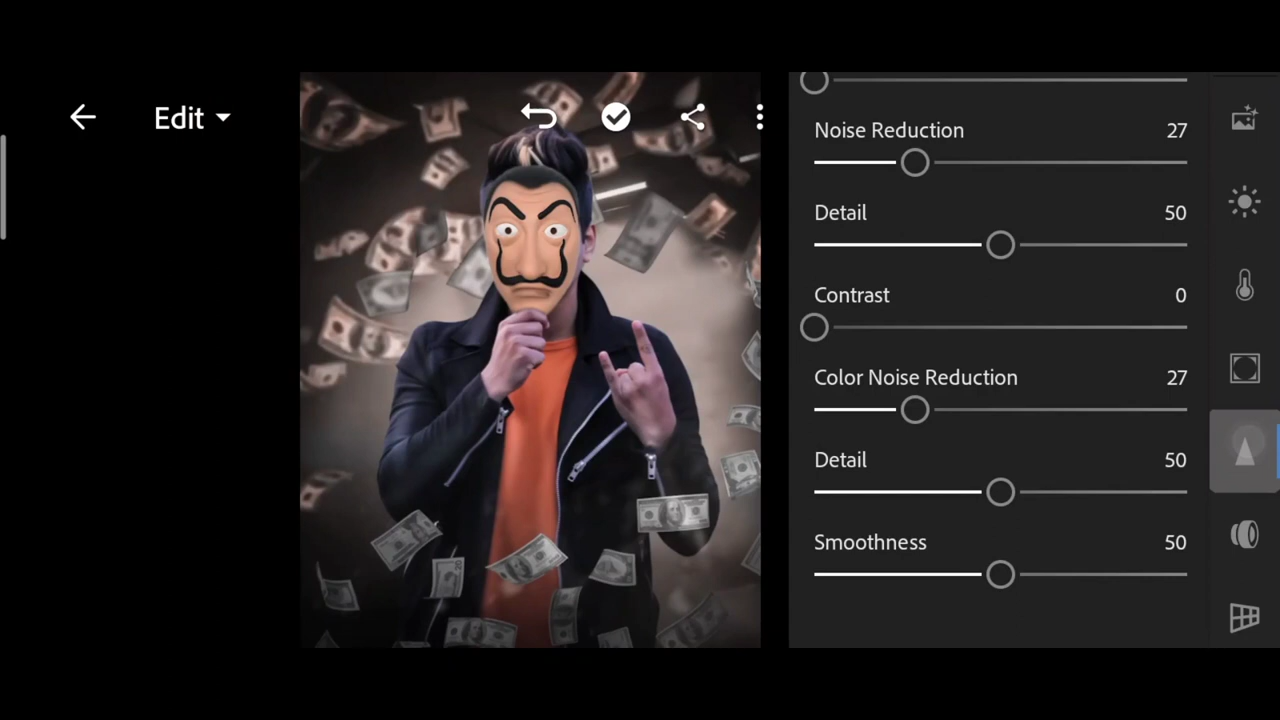 Edit
Noise Reduction 27
Detail 50
Contrast 0
Color Noise Reduction 27
Detail 50
Smoothness 50